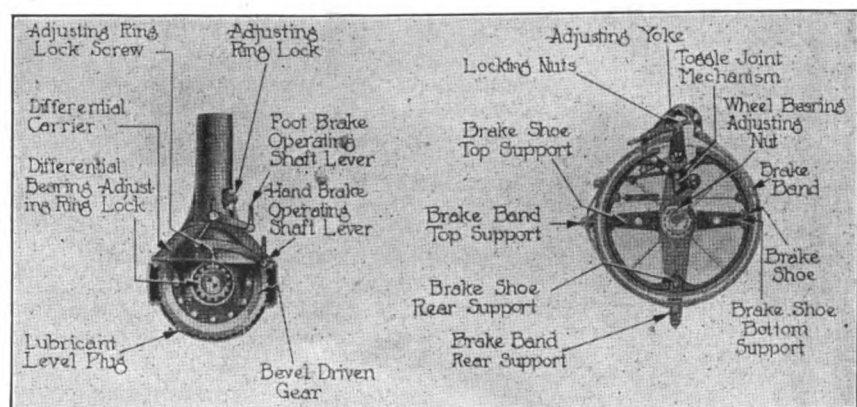 Adjusting Ring
Lock Screw
Adjusting
Ring Lock
Differential
Carrier
Differential
Bearing Adjust-
ing Ring Lock
Foot Brake
Operating
Shaft Lever
Hand Brake
Operating
Shaft Lever
Lubricant
Level Plug
Bevel Driven
Gear
Adjusting Yoke
Locking Nuts
Toggle Joint
Mechanism
Wheel Bearing
Adjusting
Nut
Brake Shoe
Top Support
Brake
Band
Brake Band
Top Support
Brake
Shoe
Brake Shoe
Rear Support
Brake Shoe
Bottom
Support
Brake Band
Rear Support